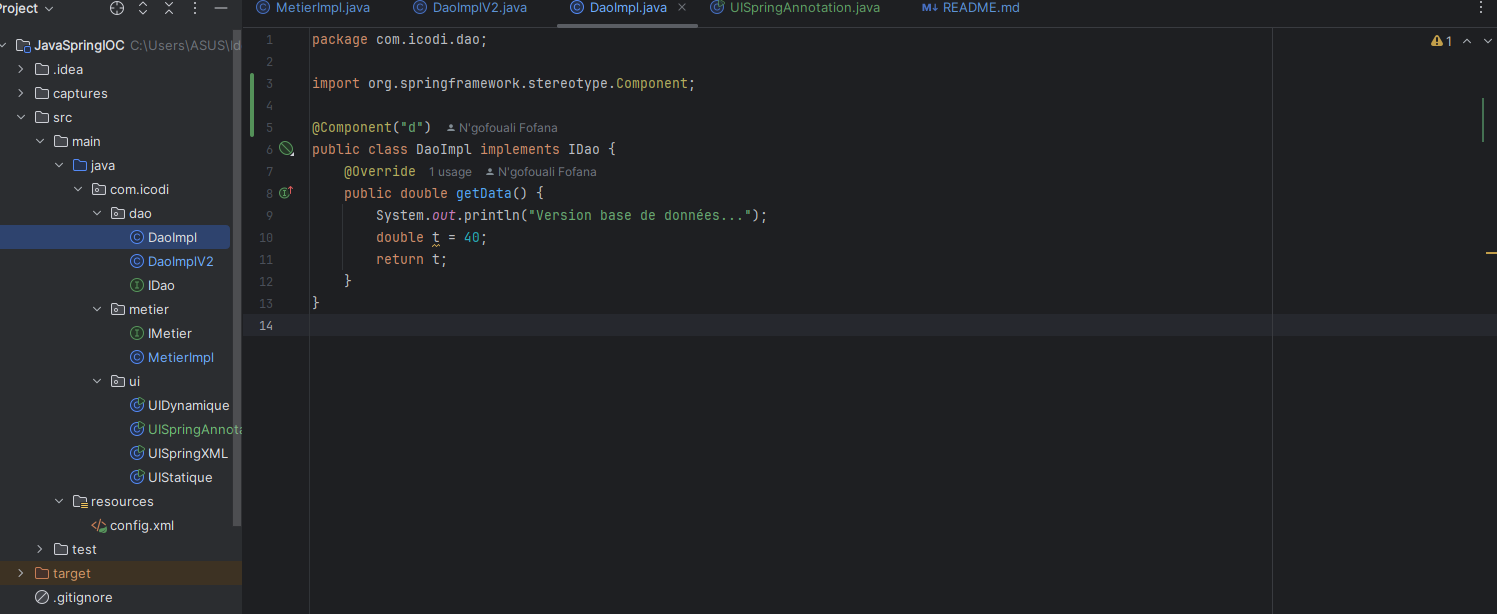 Project
MetierImpl.java
DaoImplV2.java
DaoImpl.java
UISpringAnnotation.java
README.md
JavaSpringIOC C:\Users\ASUS\Id
.idea
captures
src
main
java
com.icodi
dao
DaoImpl
DaoImplV2
IDao
metier
IMetier
MetierImpl
ui
UIDynamique
UISpringAnnota
UISpringXML
UIStatique
resources
config.xml
test
target
.gitignore
1 package com.icodi.dao;
2
3 import org.springframework.stereotype.Component;
4
5 @Component("d") N'gofouali Fofana
6 public class DaoImpl implements IDao {
7 @Override 1 usage N'gofouali Fofana
8 public double getData() {
9 System.out.println("Version base de données...");
10 double t = 40;
11 return t;
12 }
13 }
14
1